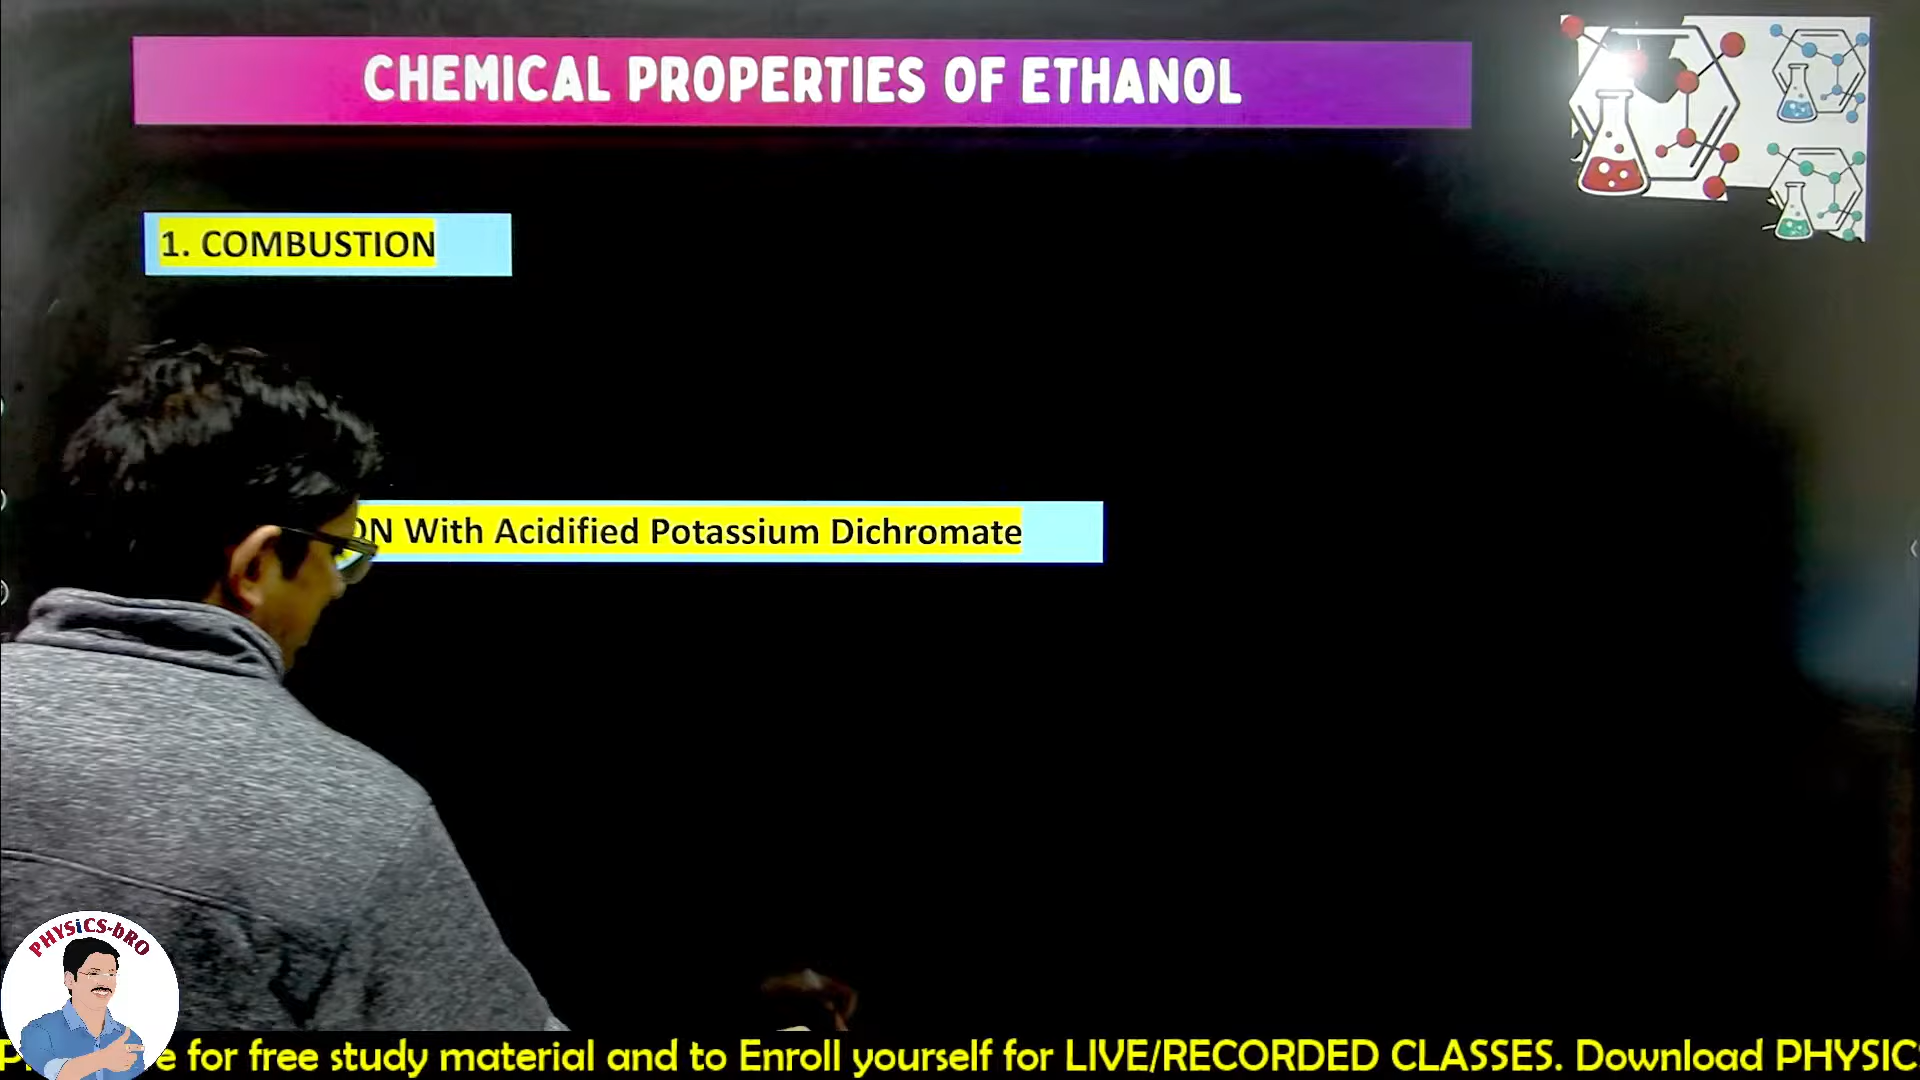 CHEMICAL PROPERTIES OF ETHANOL
1. COMBUSTION
ON With Acidified Potassium Dichromate
PHYSiCS-bRO
e for free study material and to Enroll yourself for LIVE/RECORDED CLASSES. Download PHYSIC